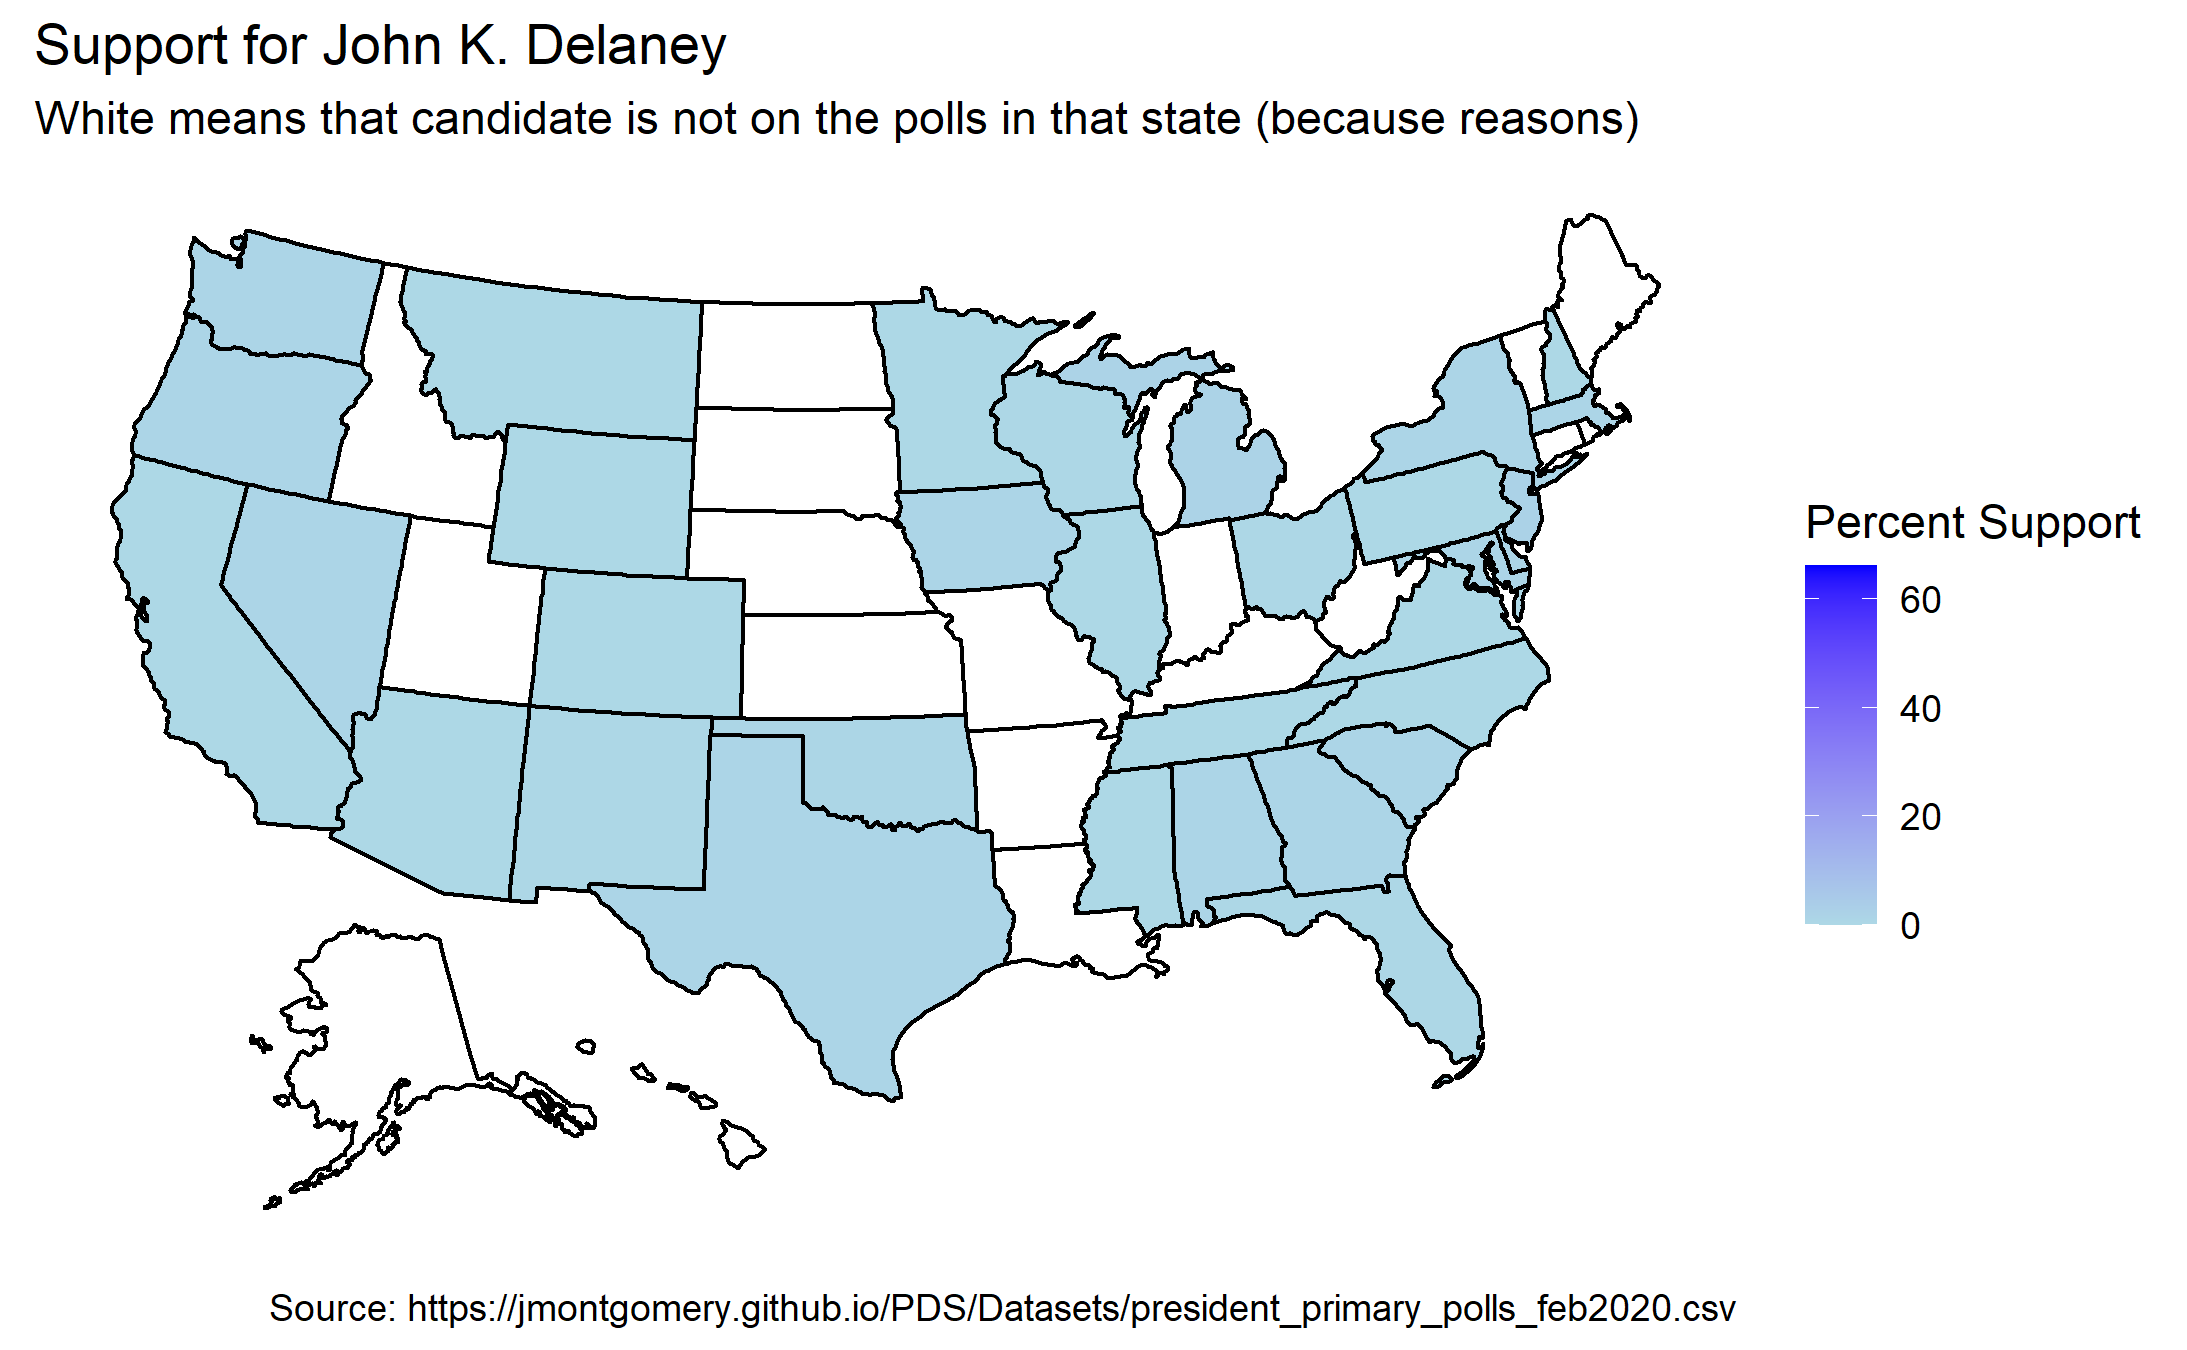 Support for John K. Delaney
White means that candidate is not on the polls in that state (because reasons)
Percent Support
60
40
20
0
Source: https://jmontgomery.github.io/PDS/Datasets/president_primary_polls_feb2020.csv